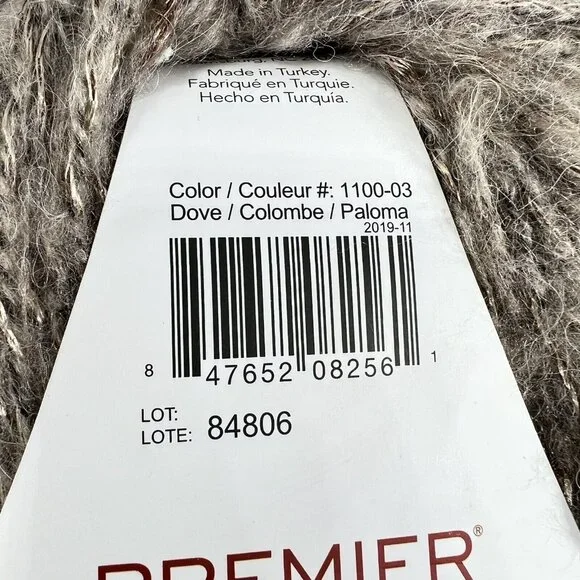 Made in Turkey.
Fabriqué en Turquie.
Hecho en Turquía.
Color / Couleur #: 1100-03
Dove / Colombe / Paloma
2019-11
8 47652 08256 1
LOT:
LOTE: 84806
PREMIER®